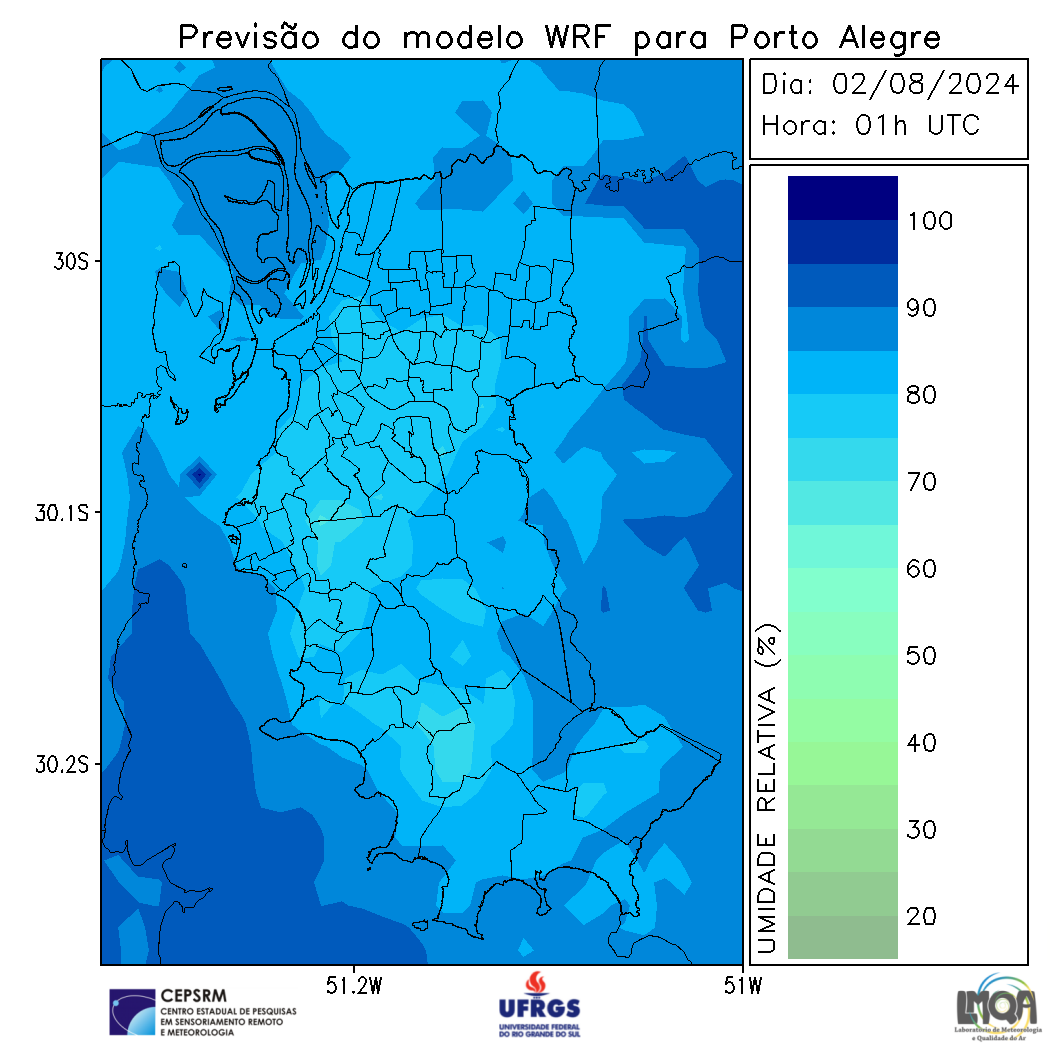 Previsão do modelo WRF para Porto Alegre
Dia: 02/08/2024
Hora: 01h UTC
30S
30.1S
30.2S
51.2W
51W
100
90
80
70
60
50
40
30
20
UMIDADE RELATIVA (%)
CEPSRM
CENTRO ESTADUAL DE PESQUISAS
EM SENSORIAMENTO REMOTO
E METEOROLOGIA
UFRGS
UNIVERSIDADE FEDERAL
DO RIO GRANDE DO SUL
LMQA
Laboratório de Meteorologia
e Qualidade do Ar